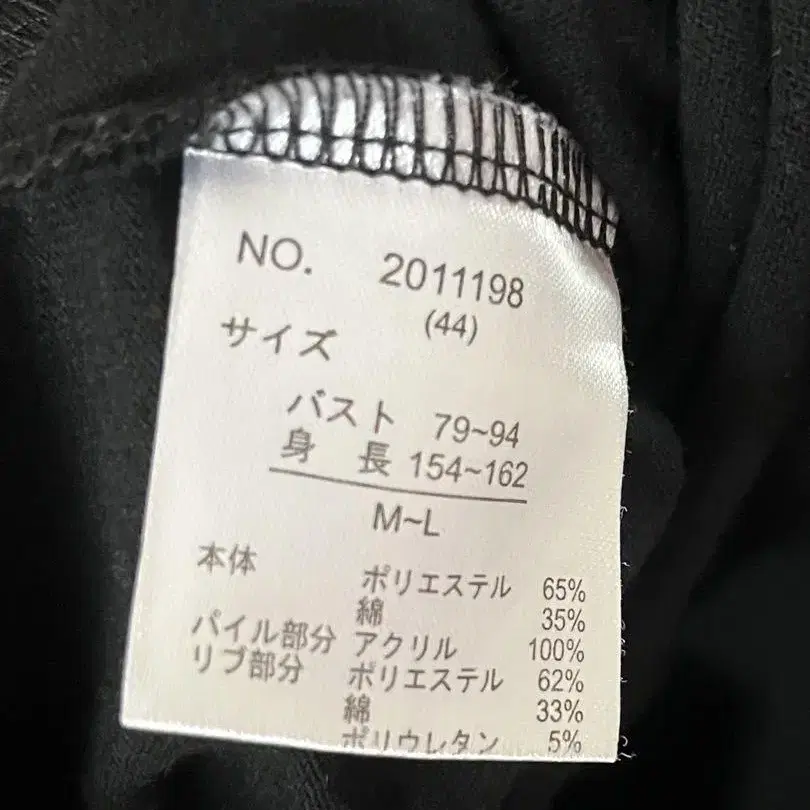 NO. 2011198
(44)
サイズ
バスト 79~94
身 長 154~162
M~L
本体 ポリエステル 65%
綿 35%
パイル部分 アクリル 100%
リブ部分 ポリエステル 62%
綿 33%
ポリウレタン 5%